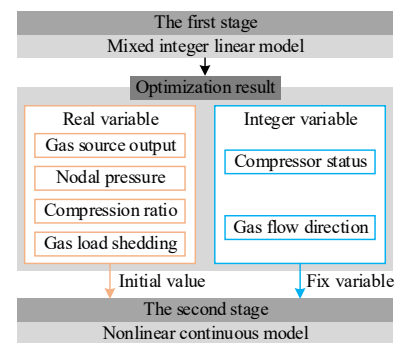 The first stage
Mixed integer linear model
Optimization result
Real variable
Gas source output
Nodal pressure
Compression ratio
Gas load shedding
Integer variable
Compressor status
Gas flow direction
Initial value
Fix variable
The second stage
Nonlinear continuous model